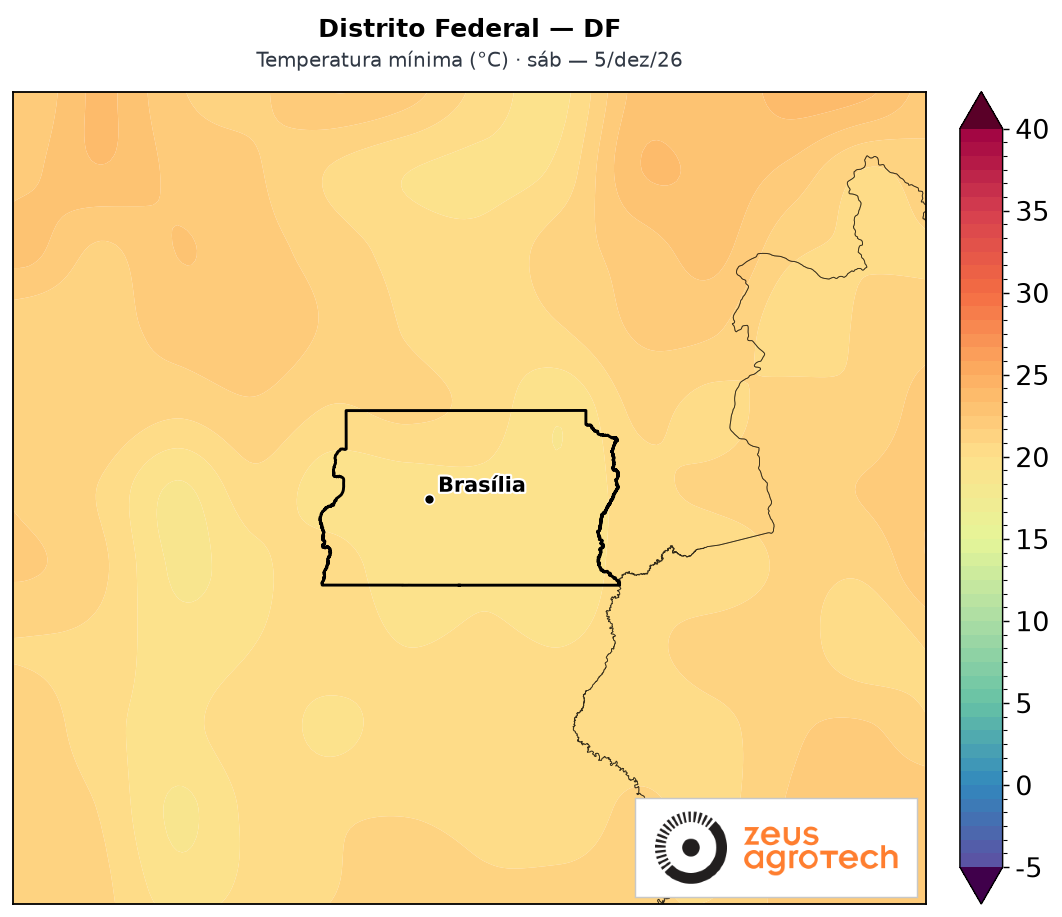 Distrito Federal — DF
Temperatura mínima (°C) · sáb — 5/dez/26
40
35
30
25
20
15
10
5
0
-5
Brasília
zeus
agrotech